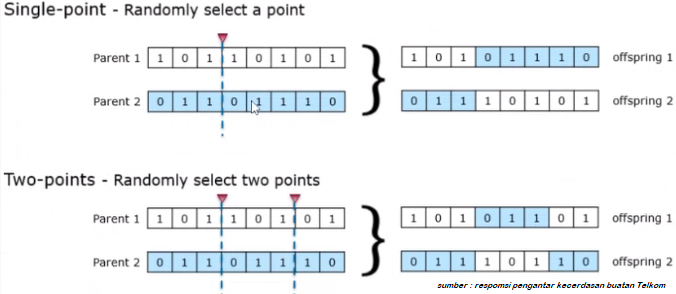 Single-point - Randomly select a point
Parent 1 1 0 1 1 0 1 0 1 1 0 1 0 1 1 1 0 offspring 1
Parent 2 0 1 1 0 1 1 1 0 0 1 1 1 0 1 0 1 offspring 2
Two-points - Randomly select two points
Parent 1 1 0 1 1 0 1 0 1 1 0 1 0 1 1 0 1 offspring 1
Parent 2 0 1 1 0 1 1 1 0 0 1 1 1 0 1 1 0 offspring 2
sumber : responsi pengantar kecerdasan buatan Telkom